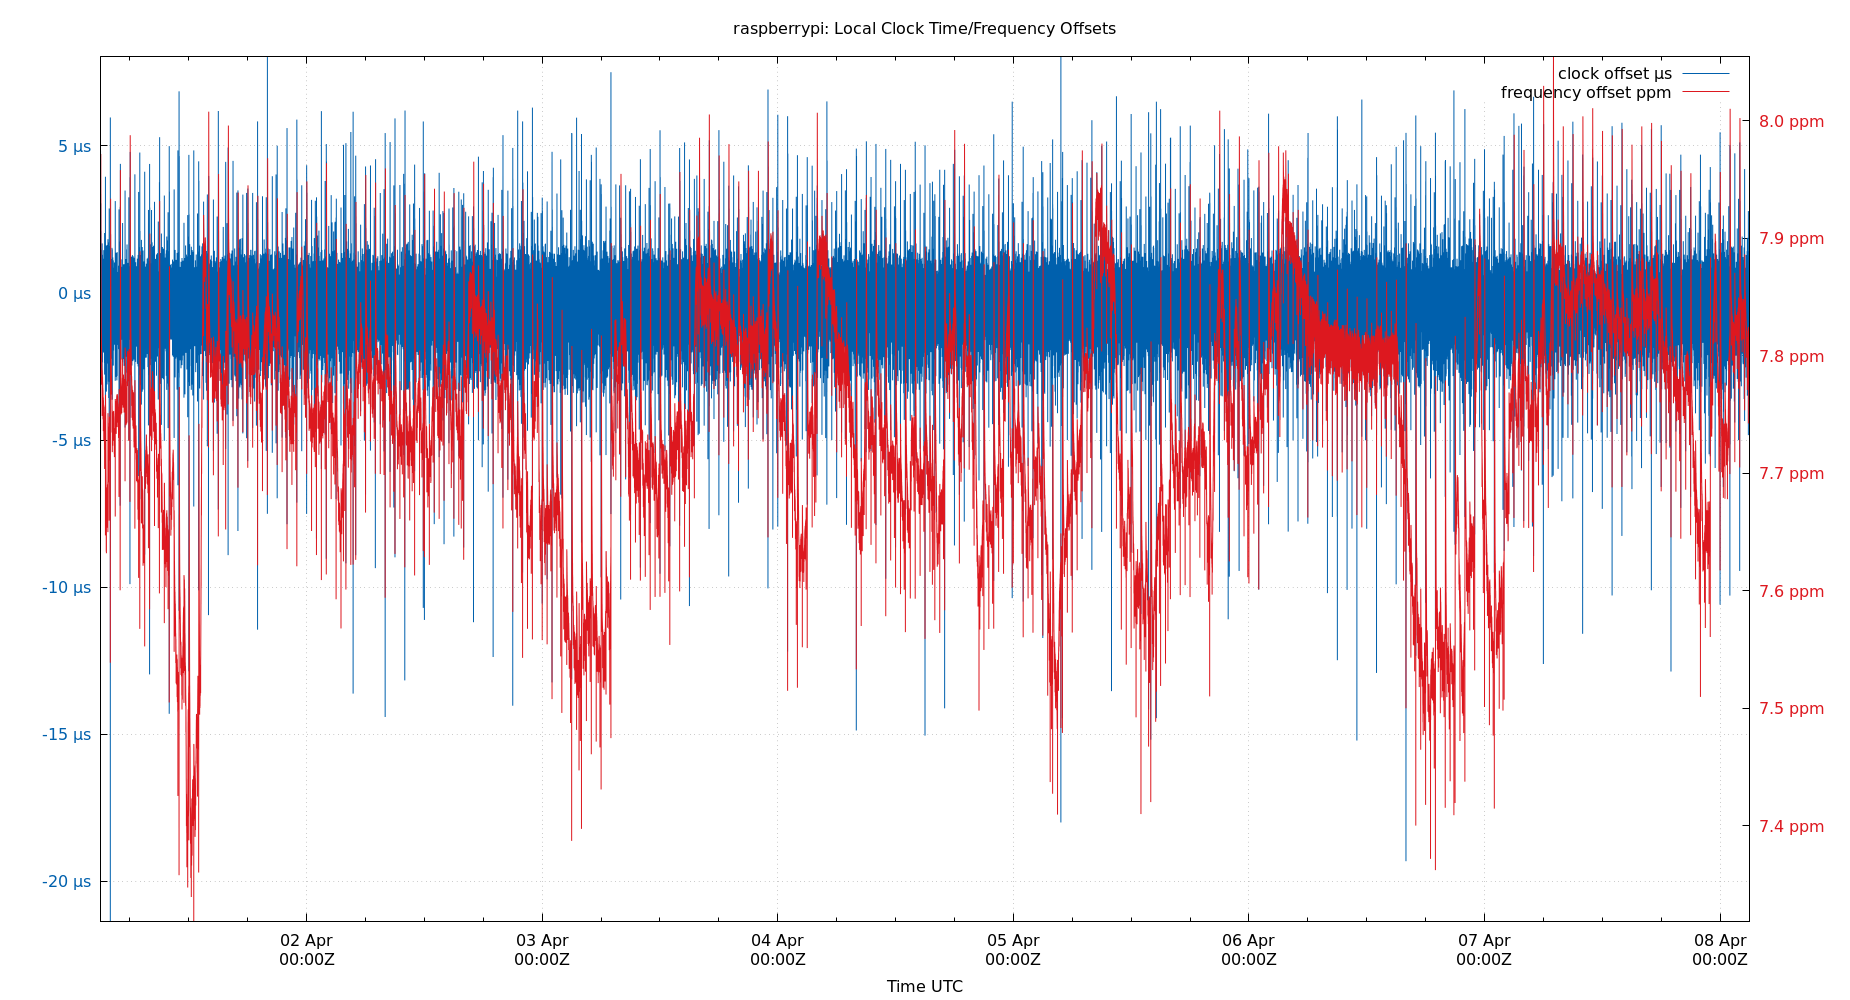 raspberrypi: Local Clock Time/Frequency Offsets
clock offset µs
frequency offset ppm
5 µs
0 µs
-5 µs
-10 µs
-15 µs
-20 µs
8.0 ppm
7.9 ppm
7.8 ppm
7.7 ppm
7.6 ppm
7.5 ppm
7.4 ppm
02 Apr 03 Apr 04 Apr 05 Apr 06 Apr 07 Apr 08 Apr
00:00Z 00:00Z 00:00Z 00:00Z 00:00Z 00:00Z 00:00Z
Time UTC